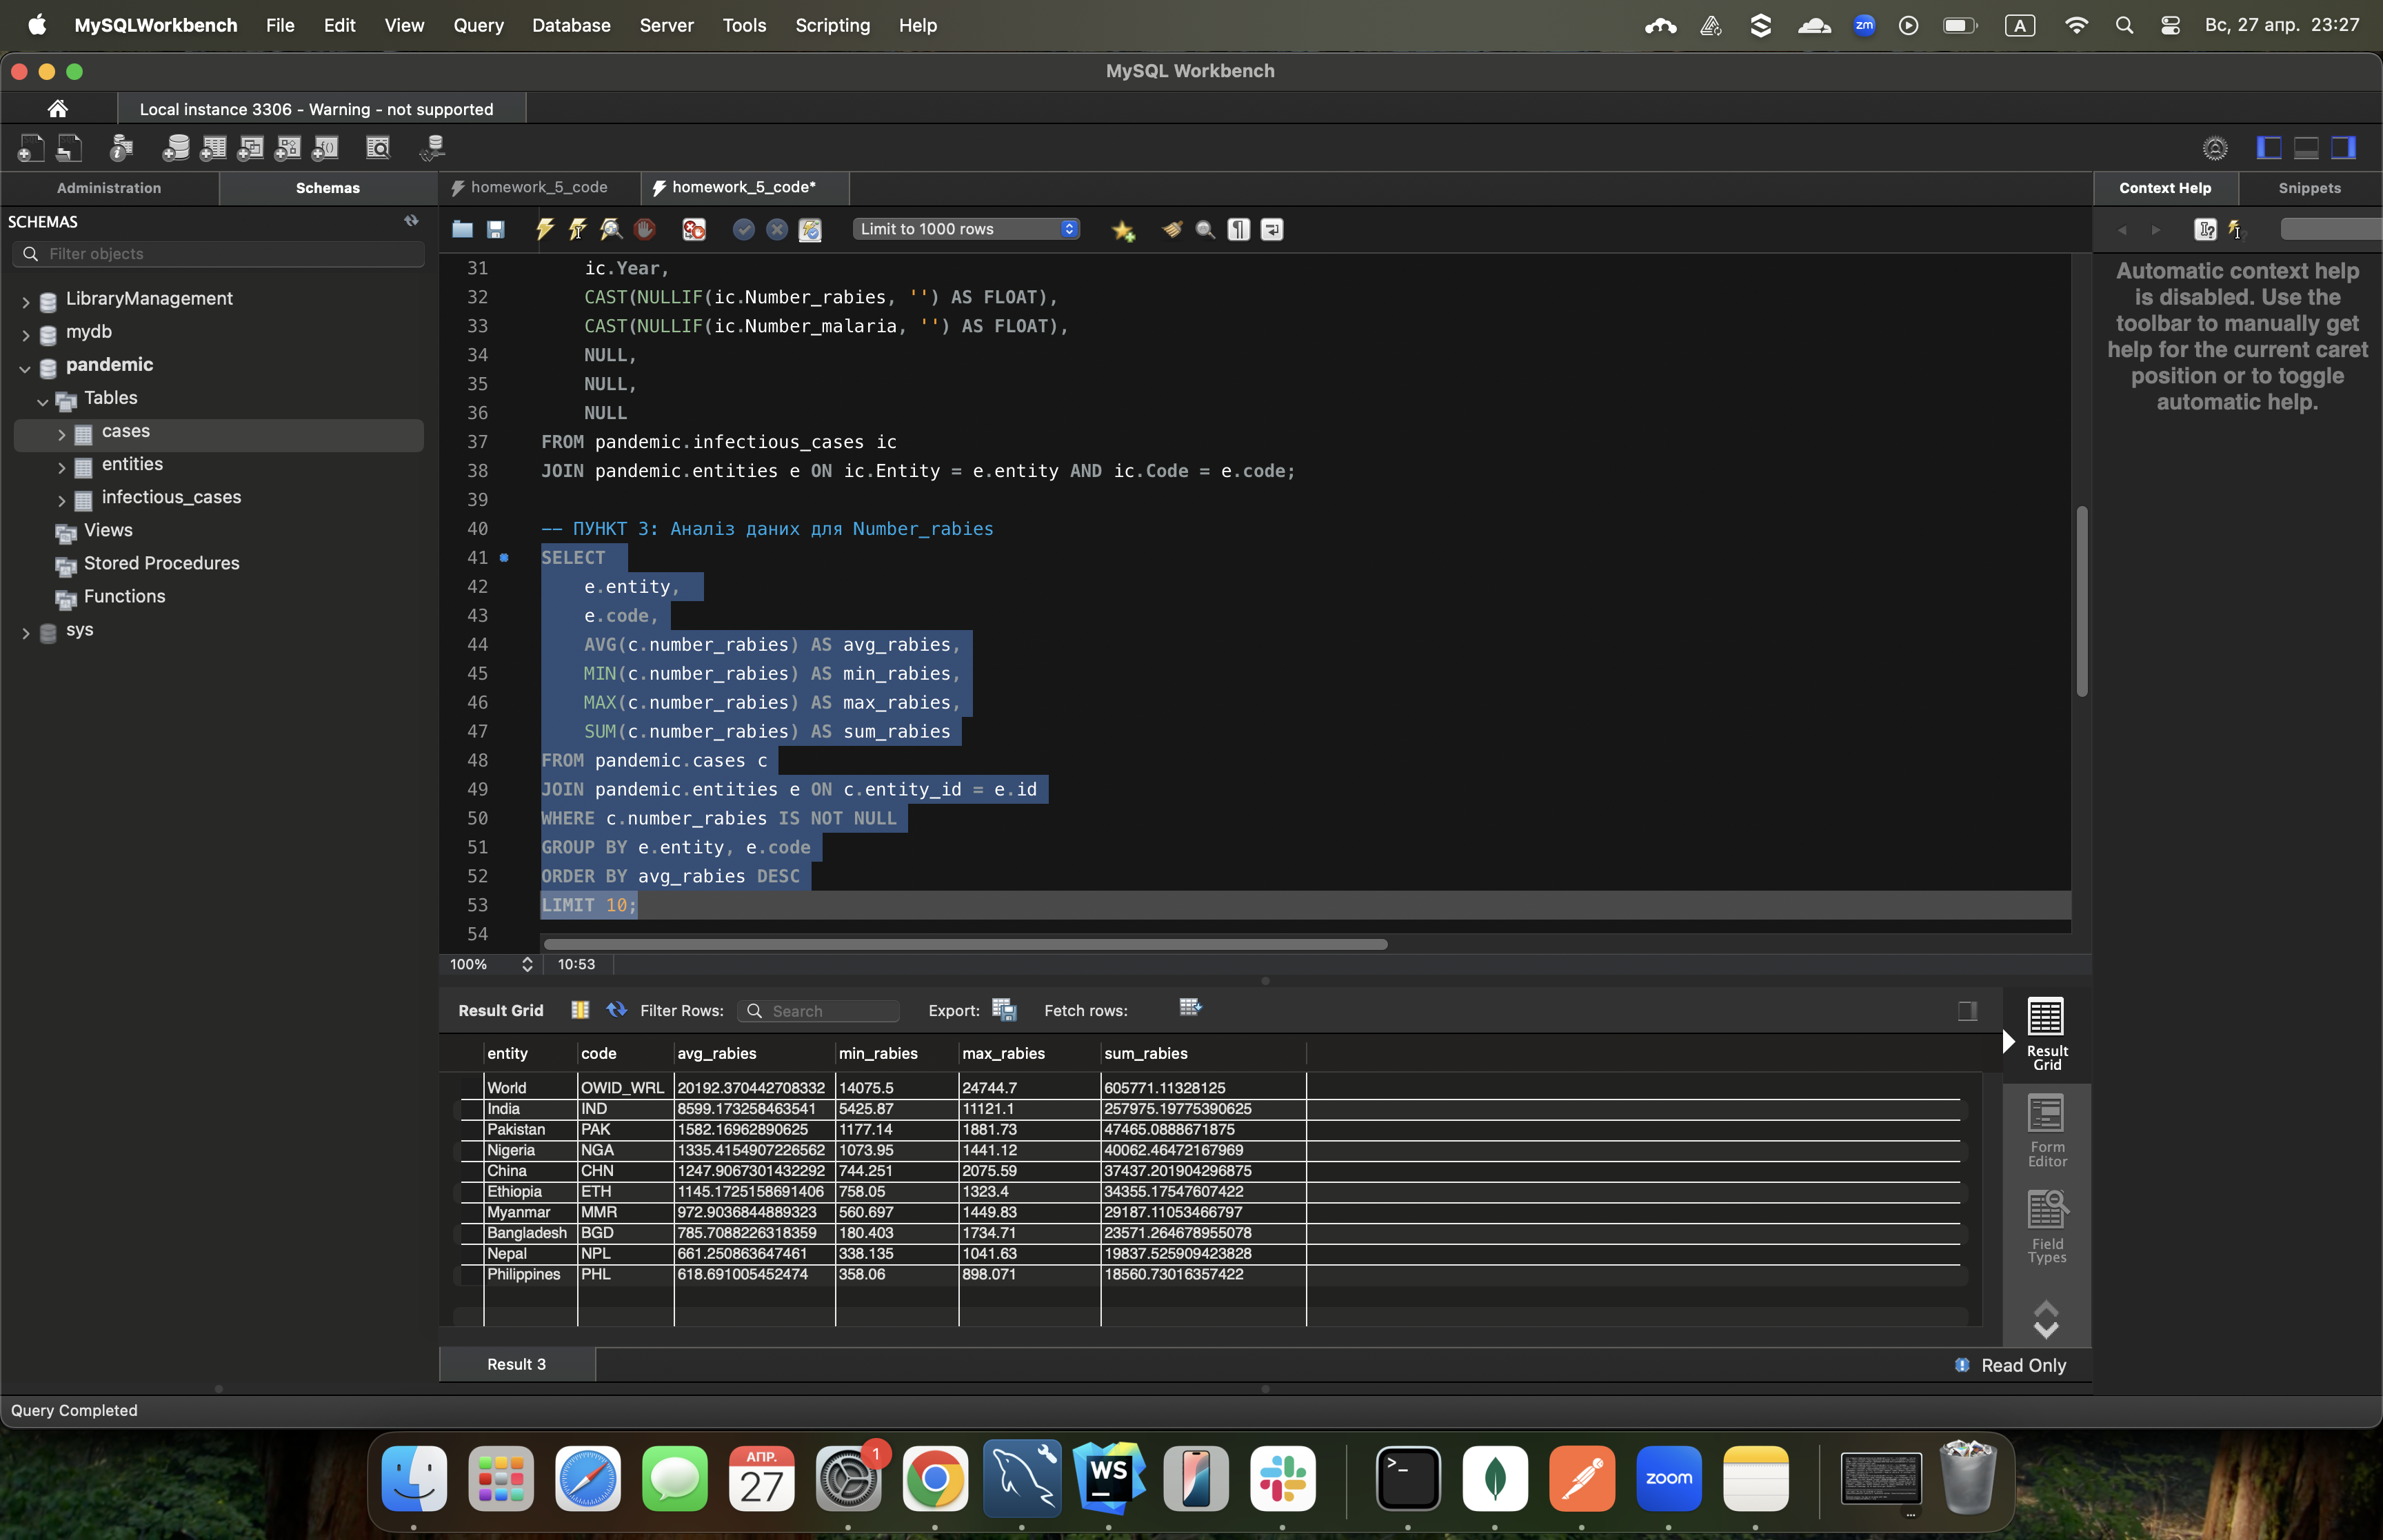 MySQLWorkbench File Edit View Query Database Server Tools Scripting Help zm A Вс, 27 апр. 23:27
MySQL Workbench
Local instance 3306 - Warning - not supported
Administration Schemas homework_5_code homework_5_code* Context Help Snippets
SCHEMAS
Limit to 1000 rows
Filter objects
LibraryManagement
mydb
pandemic
Tables
cases
entities
infectious_cases
Views
Stored Procedures
Functions
sys
31 ic.Year,
32 CAST(NULLIF(ic.Number_rabies, '') AS FLOAT),
33 CAST(NULLIF(ic.Number_malaria, '') AS FLOAT),
34 NULL,
35 NULL,
36 NULL
37 FROM pandemic.infectious_cases ic
38 JOIN pandemic.entities e ON ic.Entity = e.entity AND ic.Code = e.code;
39
40 -- ПУНКТ 3: Аналіз даних для Number_rabies
41 SELECT
42 e.entity,
43 e.code,
44 AVG(c.number_rabies) AS avg_rabies,
45 MIN(c.number_rabies) AS min_rabies,
46 MAX(c.number_rabies) AS max_rabies,
47 SUM(c.number_rabies) AS sum_rabies
48 FROM pandemic.cases c
49 JOIN pandemic.entities e ON c.entity_id = e.id
50 WHERE c.number_rabies IS NOT NULL
51 GROUP BY e.entity, e.code
52 ORDER BY avg_rabies DESC
53 LIMIT 10;
54
Automatic context help
is disabled. Use the
toolbar to manually get
help for the current caret
position or to toggle
automatic help.
100% 10:53
Result Grid Filter Rows: Search Export: Fetch rows:
entity code avg_rabies min_rabies max_rabies sum_rabies
World OWID_WRL 20192.370442708332 14075.5 24744.7 605771.11328125
India IND 8599.173258463541 5425.87 11121.1 257975.19775390625
Pakistan PAK 1582.16962890625 1177.14 1881.73 47465.0888671875
Nigeria NGA 1335.4154907226562 1073.95 1441.12 40062.46472167969
China CHN 1247.9067301432292 744.251 2075.59 37437.201904296875
Ethiopia ETH 1145.1725158691406 758.05 1323.4 34355.17547607422
Myanmar MMR 972.9036844889323 560.697 1449.83 29187.11053466797
Bangladesh BGD 785.7088226318359 180.403 1734.71 23571.264678955078
Nepal NPL 661.250863647461 338.135 1041.63 19837.525909423828
Philippines PHL 618.691005452474 358.06 898.071 18560.73016357422
Result
Grid
Form
Editor
Field
Types
Result 3 Read Only
Query Completed
АПР.
27
1
WS
zoom